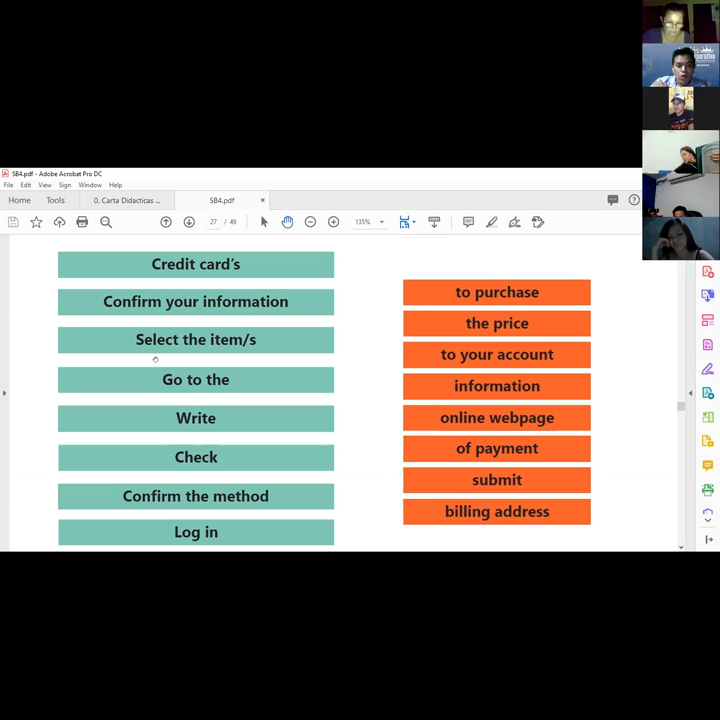 SB4.pdf - Adobe Acrobat Pro DC
File Edit View Sign Window Help
Home Tools 0. Carta Didacticas ... SB4.pdf
27 / 49 135%
Credit card's
Confirm your information
Select the item/s
Go to the
Write
Check
Confirm the method
Log in
to purchase
the price
to your account
information
online webpage
of payment
submit
billing address